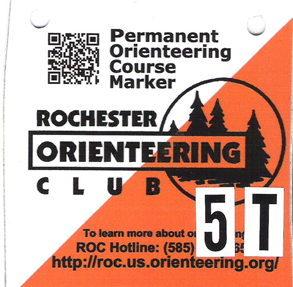 Permanent
Orienteering
Course
Marker
ROCHESTER
ORIENTEERING
CLUB
5 T
To learn more about
ROC Hotline: (585)
http://roc.us.orienteering.org/